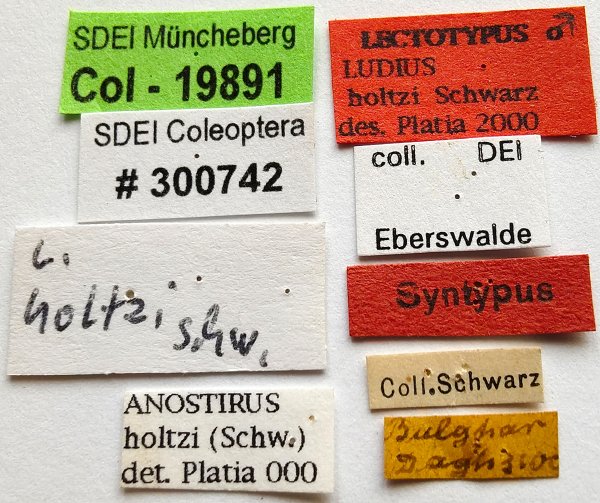 SDEI Müncheberg
Col - 19891
SDEI Coleoptera
# 300742
L.
holtzi
Schw.
ANOSTIRUS
holtzi (Schw.)
det. Platia 000
LECTOTYPUS ♂
LUDIUS
holtzi Schwarz
des. Platia 2000
coll. DEI
Eberswalde
Syntypus
Coll.Schwarz
Bulghar